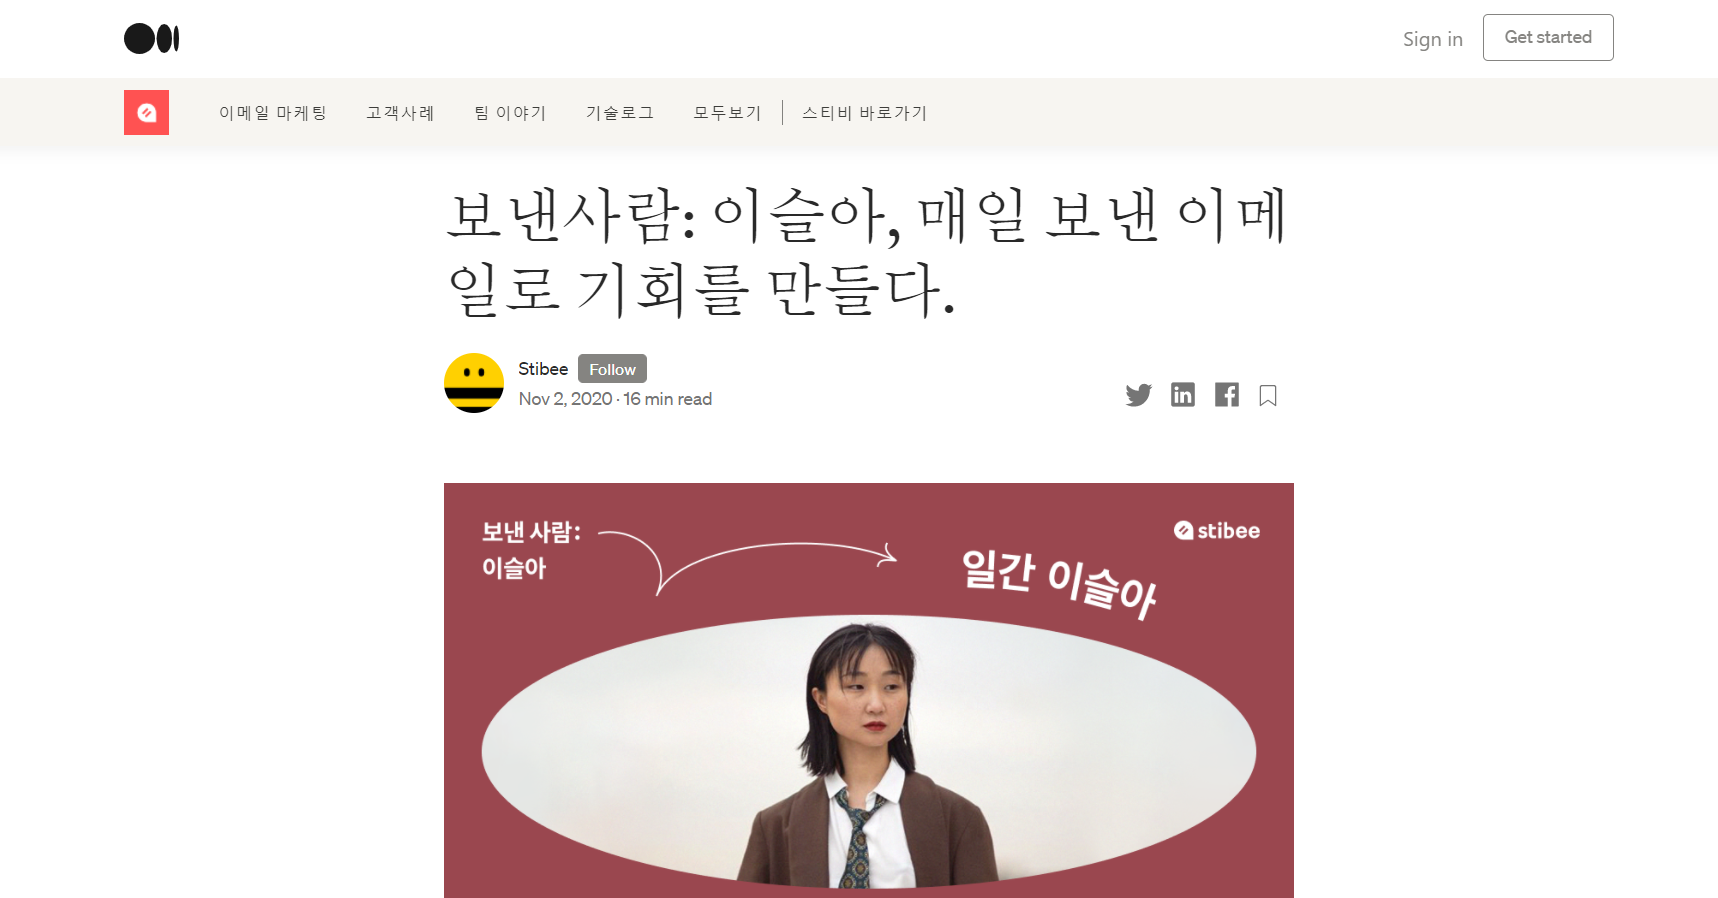 Sign in
Get started
이메일 마케팅
고객사례
팀 이야기
기술로그
모두보기
스티비 바로가기
보낸사람: 이슬아, 매일 보낸 이메
일로 기회를 만들다.
Stibee
Follow
Nov 2, 2020 · 16 min read
보낸 사람:
이슬아
일간 이슬아
stibee